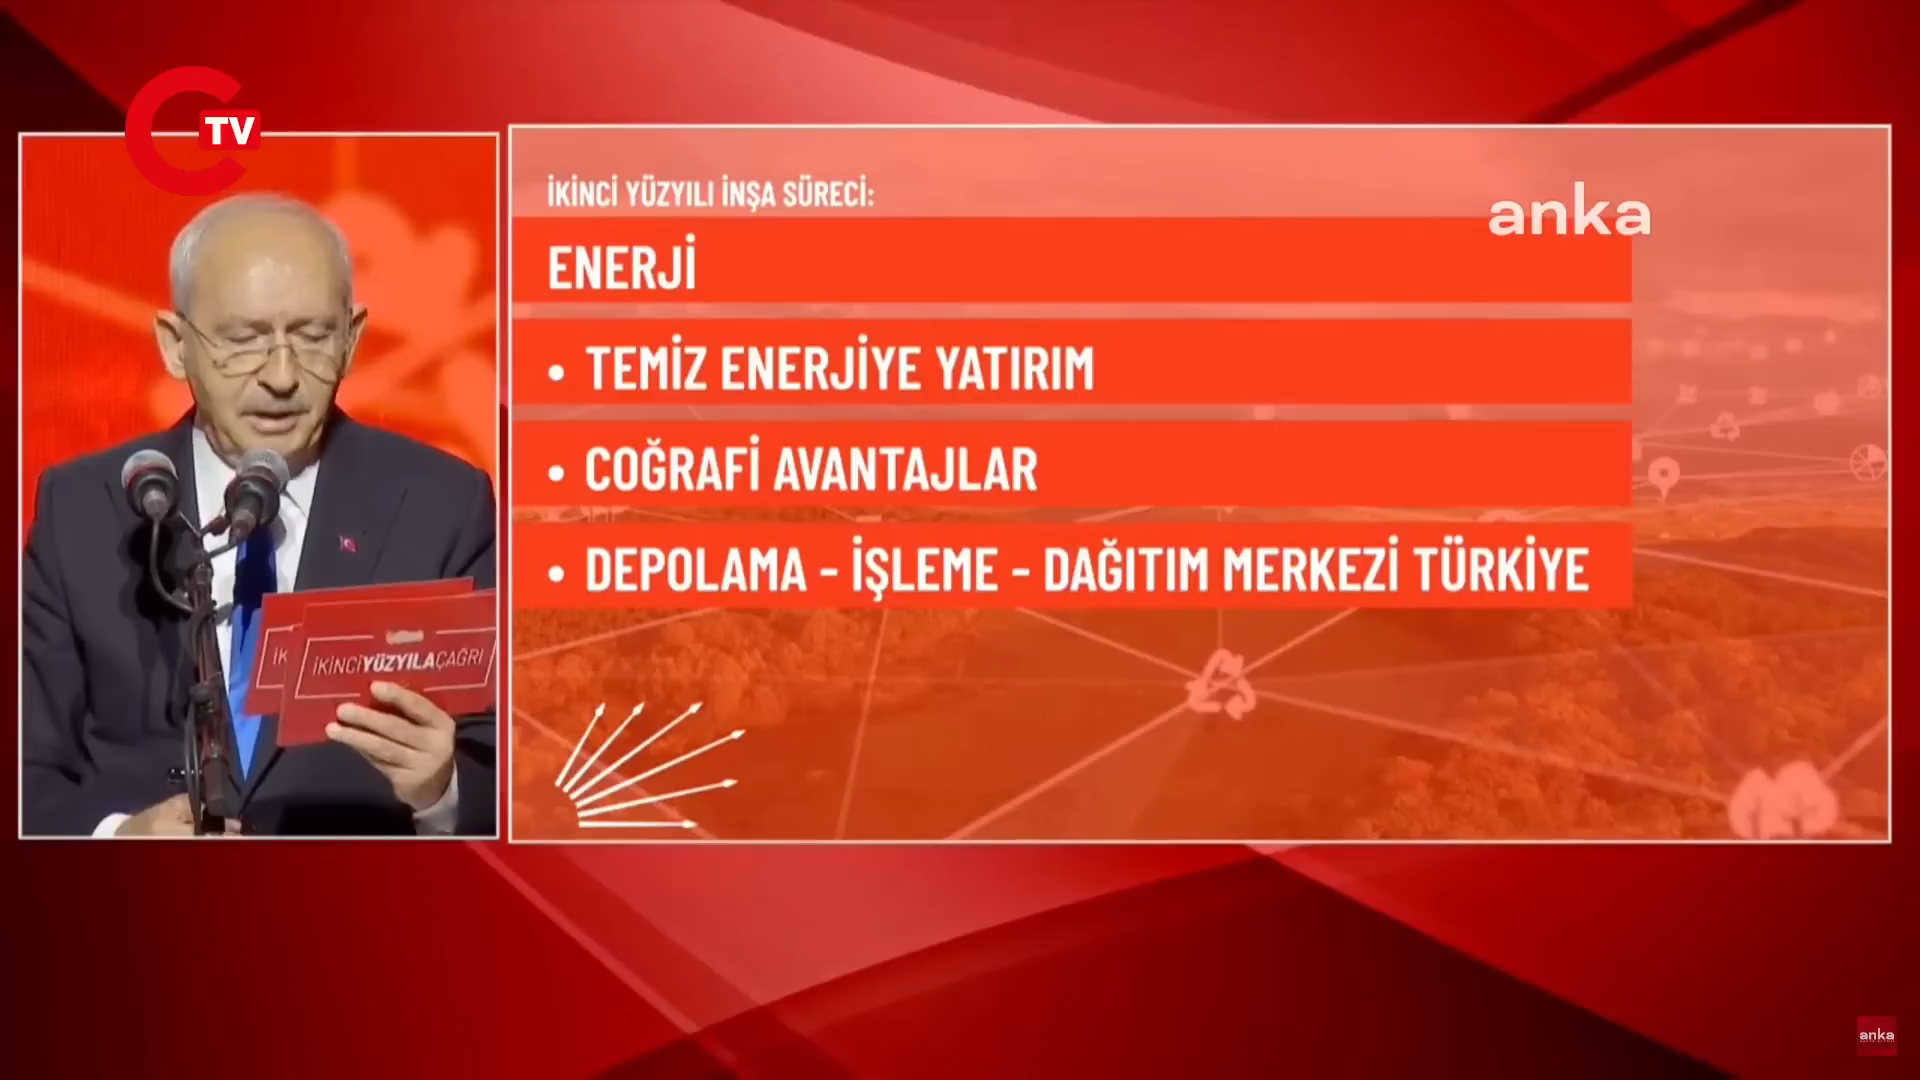 TV
İKİNCİ YÜZYILI İNŞA SÜRECİ:
anka
ENERJİ
• TEMİZ ENERJİYE YATIRIM
• COĞRAFİ AVANTAJLAR
• DEPOLAMA - İŞLEME - DAĞITIM MERKEZİ TÜRKİYE
İK
İKİNCİYÜZYILAÇAĞRI
anka